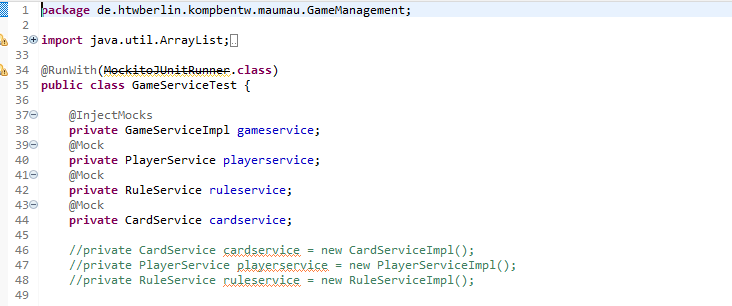 1 package de.htwberlin.kompbentw.maumau.GameManagement;
2
3 import java.util.ArrayList;
33
34 @RunWith(MockitoJUnitRunner.class)
35 public class GameServiceTest {
36
37 @InjectMocks
38 private GameServiceImpl gameservice;
39 @Mock
40 private PlayerService playerservice;
41 @Mock
42 private RuleService ruleservice;
43 @Mock
44 private CardService cardservice;
45
46 //private CardService cardservice = new CardServiceImpl();
47 //private PlayerService playerservice = new PlayerServiceImpl();
48 //private RuleService ruleservice = new RuleServiceImpl();
49